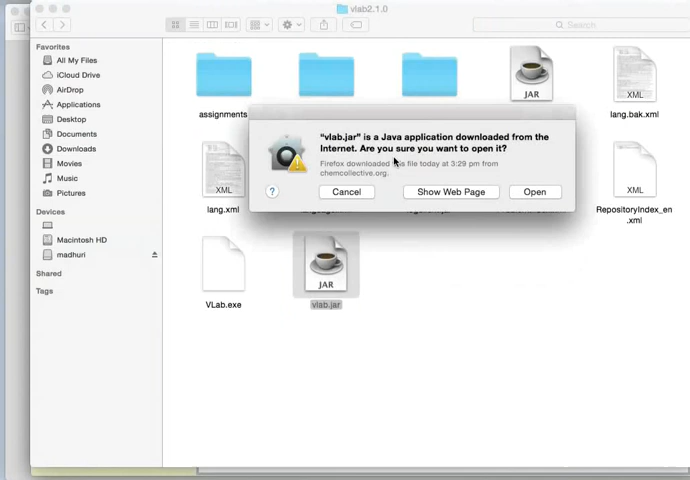 vlab2.1.0
Search
Favorites
All My Files
iCloud Drive
AirDrop
Applications
Desktop
Documents
Downloads
Movies
Music
Pictures
Devices
Macintosh HD
madhuri
Shared
Tags
JAR
XML
assignments
lang.bak.xml
"vlab.jar" is a Java application downloaded from the
Internet. Are you sure you want to open it?
Firefox downloaded this file today at 3:29 pm from
chemcollective.org.
?
Cancel
Show Web Page
Open
XML
lang.xml
RepositoryIndex_en
.xml
JAR
VLab.exe
vlab.jar